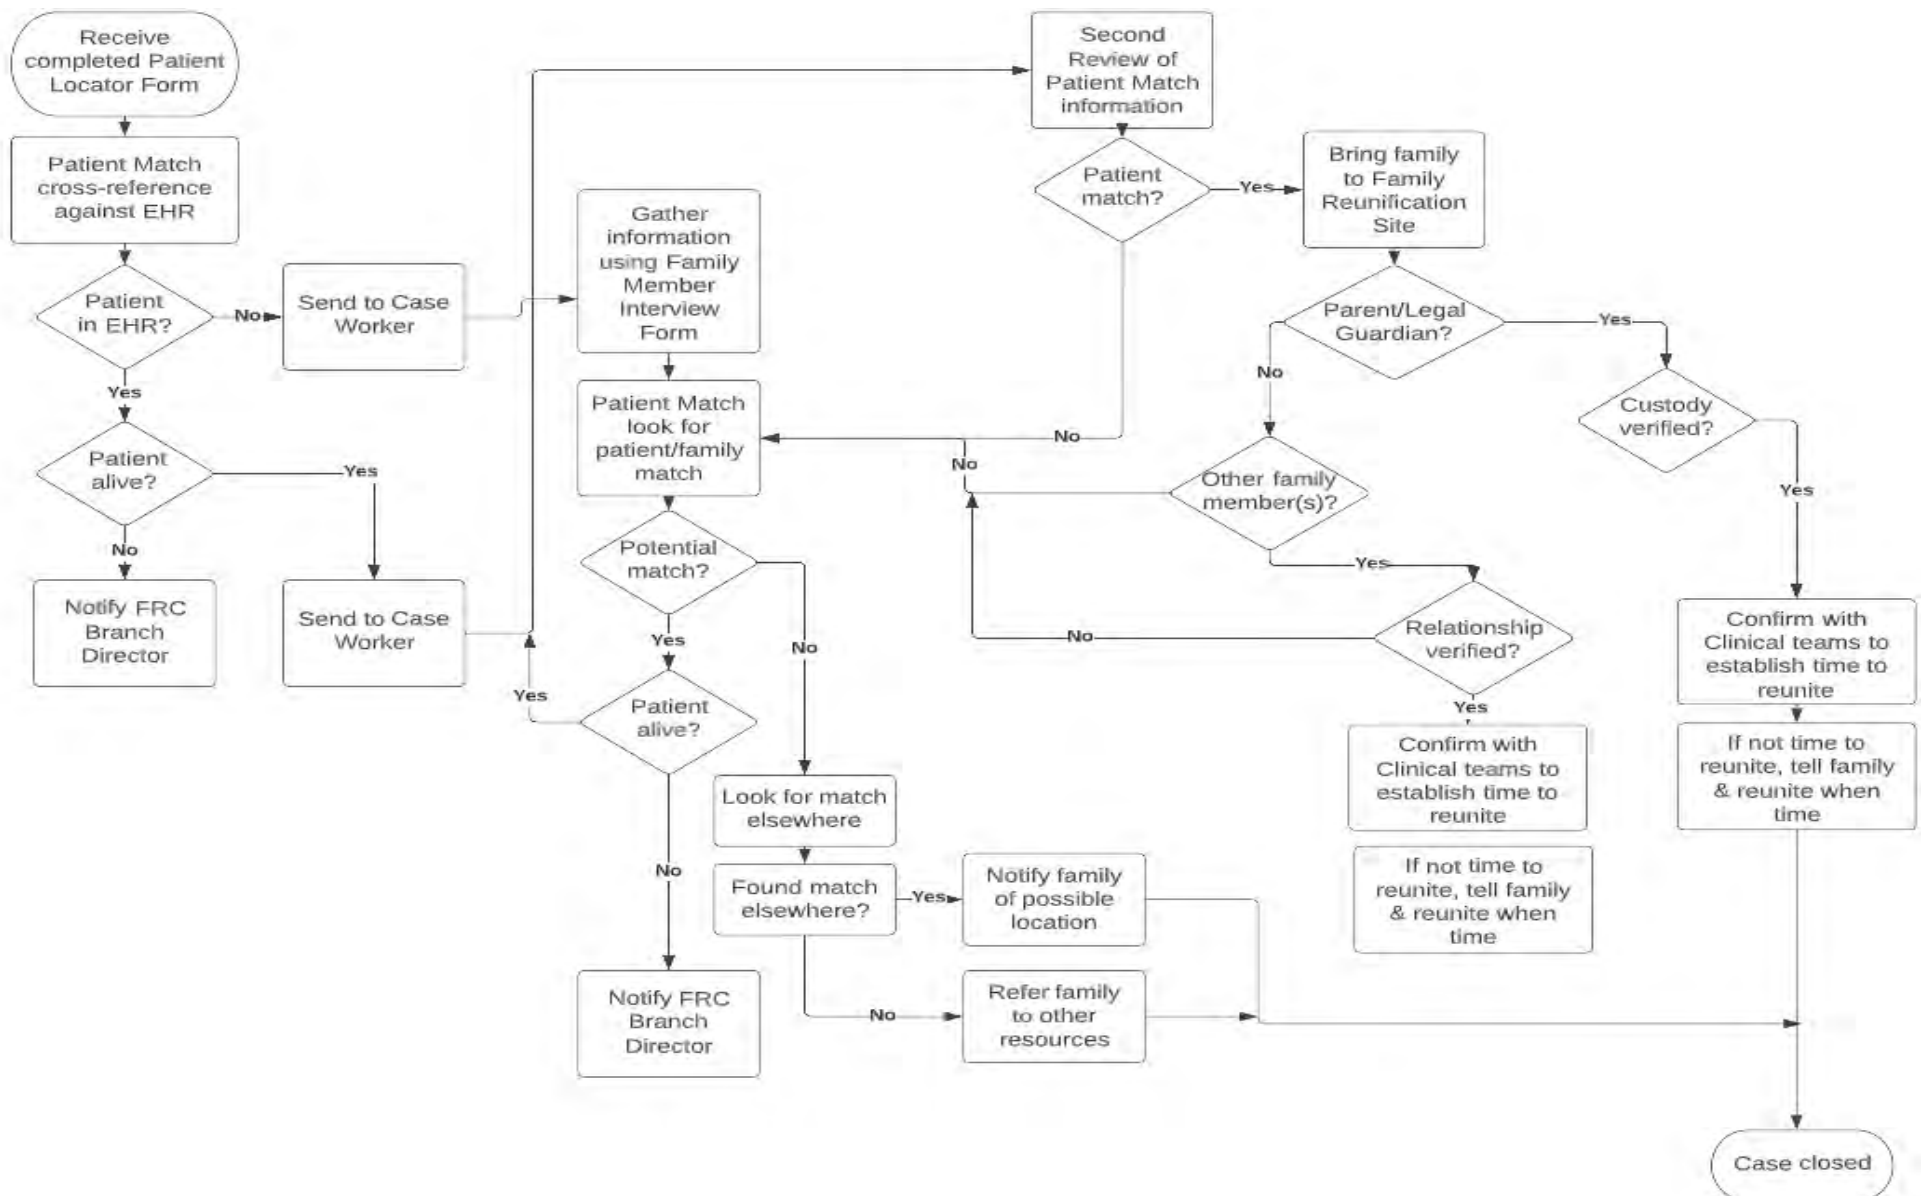 Receive
completed Patient
Locator Form
Patient Match
cross-reference
against EHR
Patient
in EHR?
No
Send to Case
Worker
Yes
Patient
alive?
Yes
No
Notify FRC
Branch
Director
Send to Case
Worker
Gather
information
using Family
Member
Interview
Form
Patient Match
look for
patient/family
match
Potential
match?
Yes
No
Patient
alive?
Yes
No
Notify FRC
Branch
Director
Look for match
elsewhere
Found match
elsewhere?
Yes
Notify family
of possible
location
No
Refer family
to other
resources
Second
Review of
Patient Match
information
Patient
match?
Yes
No
Bring family
to Family
Reunification
Site
Parent/Legal
Guardian?
Yes
No
Other family
member(s)?
No
Yes
Relationship
verified?
No
Yes
Confirm with
Clinical teams to
establish time to
reunite
If not time to
reunite, tell family
& reunite when
time
Custody
verified?
Yes
Confirm with
Clinical teams to
establish time to
reunite
If not time to
reunite, tell family
& reunite when
time
Case closed